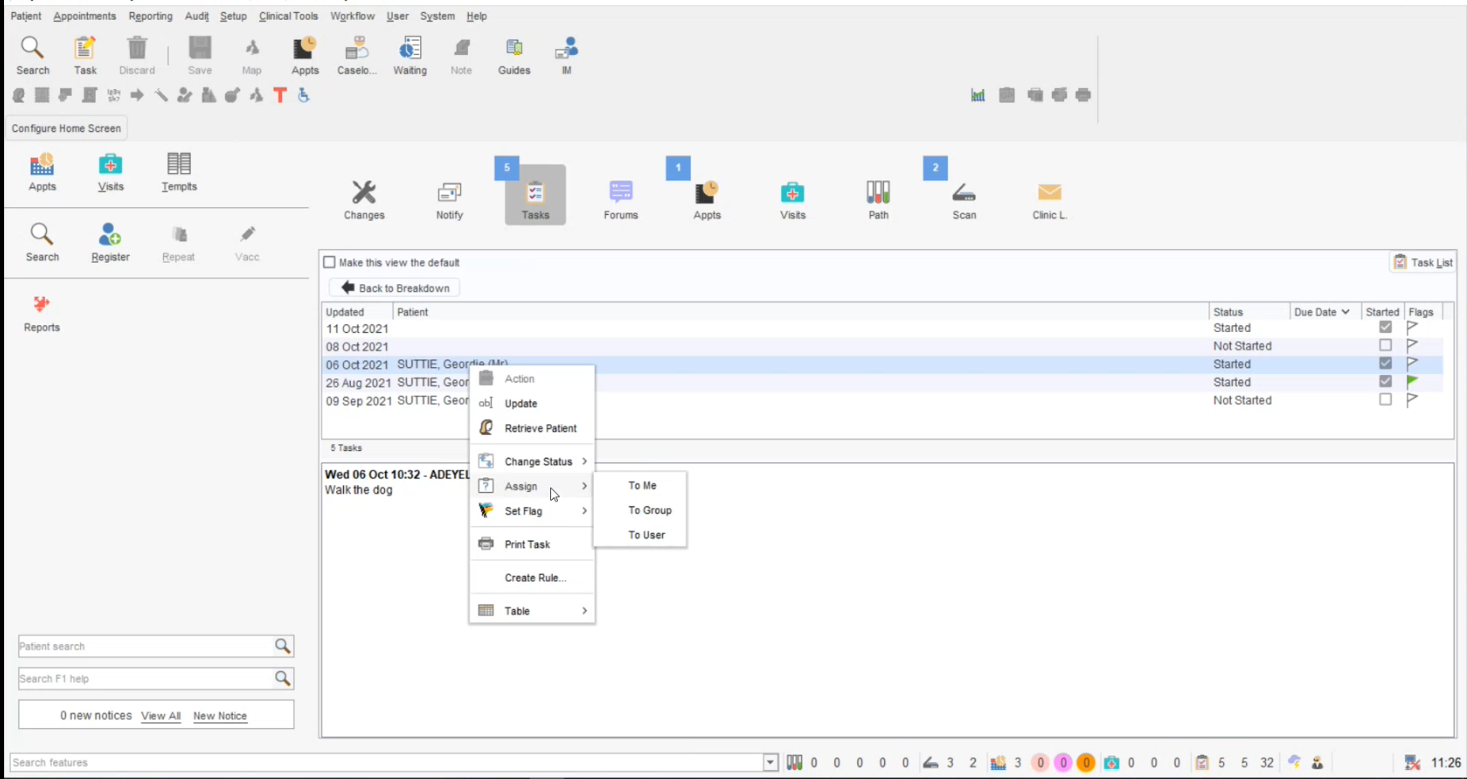 Patient Appointments Reporting Audit Setup Clinical Tools Workflow User System Help
Search Task Discard Save Map Appts Caselo... Waiting Note Guides IM
Configure Home Screen
Appts Visits Templts
5 1 2
Changes Notify Tasks Forums Appts Visits Path Scan Clinic L.
Search Register Repeat Vacc
Make this view the default
Task List
Back to Breakdown
Reports
Updated Patient Status Due Date Started Flags
11 Oct 2021 Started
08 Oct 2021 Not Started
06 Oct 2021 SUTTIE, Geordie (Mr) Started
26 Aug 2021 SUTTIE, Geor Started
09 Sep 2021 SUTTIE, Geor Not Started
5 Tasks
Wed 06 Oct 10:32 - ADEYEL
Walk the dog
Action
Update
Retrieve Patient
Change Status
Assign
Set Flag
Print Task
Create Rule...
Table
To Me
To Group
To User
Patient search
Search F1 help
0 new notices View All New Notice
Search features
0 0 0 0 0 3 2 3 0 0 0 0 0 0 5 5 32 11:26